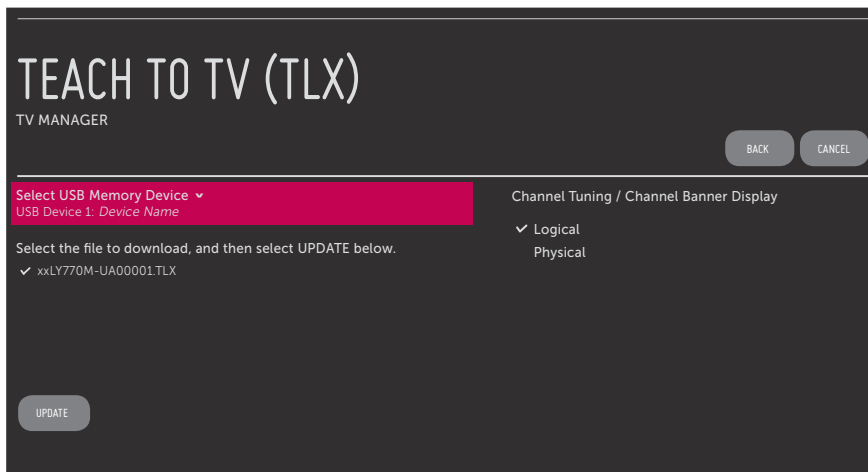 TEACH TO TV (TLX)
TV MANAGER
BACK
CANCEL
Select USB Memory Device
USB Device 1: Device Name
Select the file to download, and then select UPDATE below.
xxLY770M-UA00001.TLX
UPDATE
Channel Tuning / Channel Banner Display
Logical
Physical